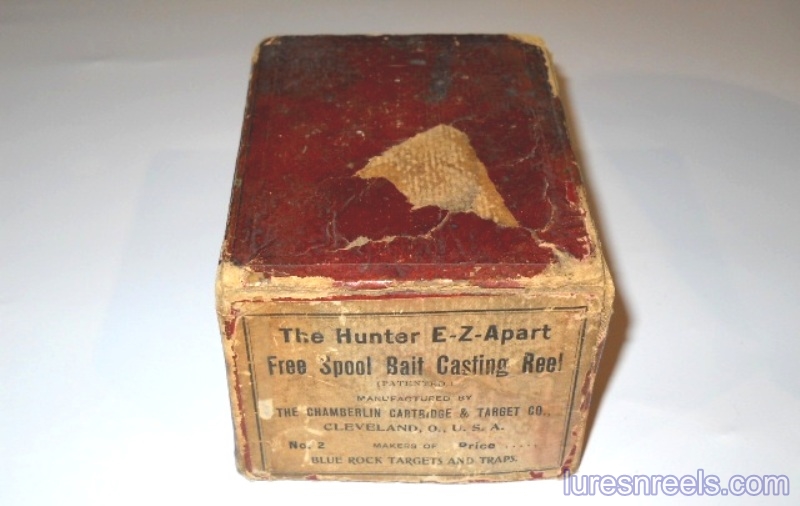 The Hunter E-Z-Apart
Free Spool Bait Casting Reel
(PATENTED.)
MANUFACTURED BY
THE CHAMBERLIN CARTRIDGE & TARGET CO.,
CLEVELAND, O., U. S. A.
No. 2 MAKERS OF Price .....
BLUE ROCK TARGETS AND TRAPS.
luresnreels.com